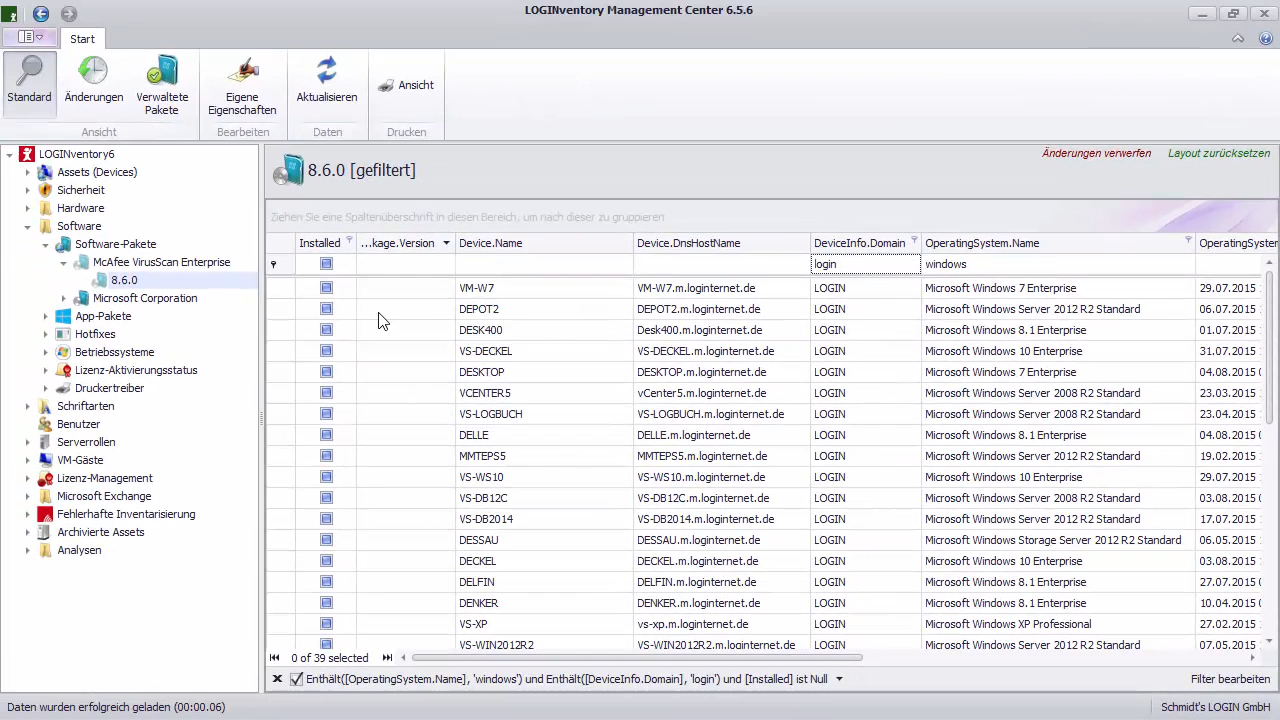 LOGINventory Management Center 6.5.6
Start
Standard
Änderungen
Verwaltete Pakete
Eigene Eigenschaften
Aktualisieren
Ansicht
Ansicht
Bearbeiten
Daten
Drucken
LOGINventory6
Assets (Devices)
Sicherheit
Hardware
Software
Software-Pakete
McAfee VirusScan Enterprise
8.6.0
Microsoft Corporation
App-Pakete
Hotfixes
Betriebssysteme
Lizenz-Aktivierungsstatus
Druckertreiber
Schriftarten
Benutzer
Serverrollen
VM-Gäste
Lizenz-Management
Microsoft Exchange
Fehlerhafte Inventarisierung
Archivierte Assets
Analysen
Änderungen verwerfen Layout zurücksetzen
8.6.0 [gefiltert]
Ziehen Sie eine Spaltenüberschrift in diesen Bereich, um nach dieser zu gruppieren
Installed ...kage.Version Device.Name Device.DnsHostName DeviceInfo.Domain OperatingSystem.Name OperatingSyster
login windows
VM-W7 VM-W7.m.loginternet.de LOGIN Microsoft Windows 7 Enterprise 29.07.2015
DEPOT2 DEPOT2.m.loginternet.de LOGIN Microsoft Windows Server 2012 R2 Standard 06.07.2015
DESK400 Desk400.m.loginternet.de LOGIN Microsoft Windows 8.1 Enterprise 01.07.2015
VS-DECKEL VS-DECKEL.m.loginternet.de LOGIN Microsoft Windows 10 Enterprise 31.07.2015
DESKTOP DESKTOP.m.loginternet.de LOGIN Microsoft Windows 7 Enterprise 04.08.2015
VCENTER5 vCenter5.m.loginternet.de LOGIN Microsoft Windows Server 2008 R2 Standard 23.03.2015
VS-LOGBUCH VS-LOGBUCH.m.loginternet.de LOGIN Microsoft Windows Server 2008 R2 Standard 23.04.2015
DELLE DELLE.m.loginternet.de LOGIN Microsoft Windows 8.1 Enterprise 04.08.2015
MMTEPS5 MMTEPS5.m.loginternet.de LOGIN Microsoft Windows Server 2012 R2 Standard 19.02.2015
VS-WS10 VS-WS10.m.loginternet.de LOGIN Microsoft Windows 10 Enterprise 29.07.2015
VS-DB12C VS-DB12C.m.loginternet.de LOGIN Microsoft Windows Server 2008 R2 Standard 03.08.2015
VS-DB2014 VS-DB2014.m.loginternet.de LOGIN Microsoft Windows Server 2012 R2 Standard 17.07.2015
DESSAU DESSAU.m.loginternet.de LOGIN Microsoft Windows Storage Server 2012 R2 Standard 06.05.2015
DECKEL DECKEL.m.loginternet.de LOGIN Microsoft Windows 10 Enterprise 03.08.2015
DELFIN DELFIN.m.loginternet.de LOGIN Microsoft Windows 8.1 Enterprise 27.07.2015
DENKER DENKER.m.loginternet.de LOGIN Microsoft Windows 8.1 Enterprise 10.04.2015
VS-XP vs-xp.m.loginternet.de LOGIN Microsoft Windows XP Professional 27.02.2015
VS-WIN2012R2 VS-WIN2012R2.m.loginternet.de LOGIN Microsoft Windows Server 2012 R2 Standard 07.05.2015
0 of 39 selected
Enthält([OperatingSystem.Name], 'windows') und Enthält([DeviceInfo.Domain], 'login') und [Installed] ist Null Filter bearbeiten
Daten wurden erfolgreich geladen (00:00.06) Schmidt's LOGIN GmbH